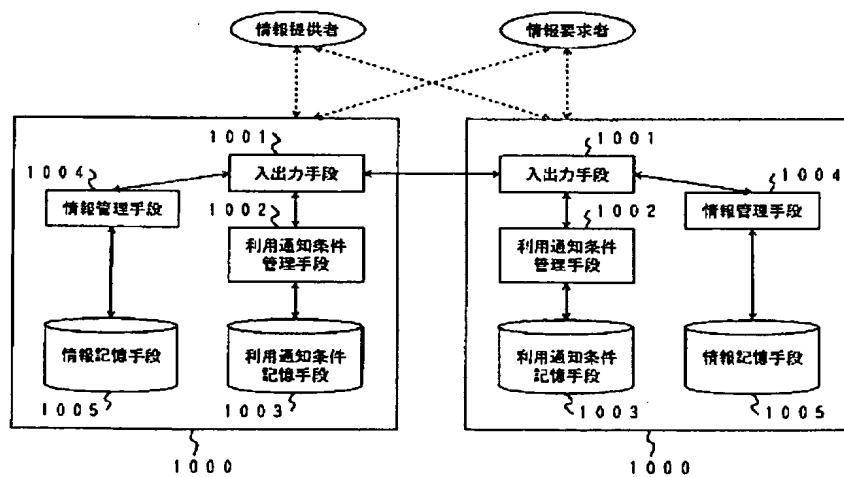 情報提供者
情報要求者
1001
1004
入出力手段
情報管理手段
1002
利用通知条件
管理手段
情報記憶手段
利用通知条件
記憶手段
1005
1003
1000
1001
入出力手段
1004
1002
情報管理手段
利用通知条件
管理手段
利用通知条件
記憶手段
情報記憶手段
1003
1005
1000